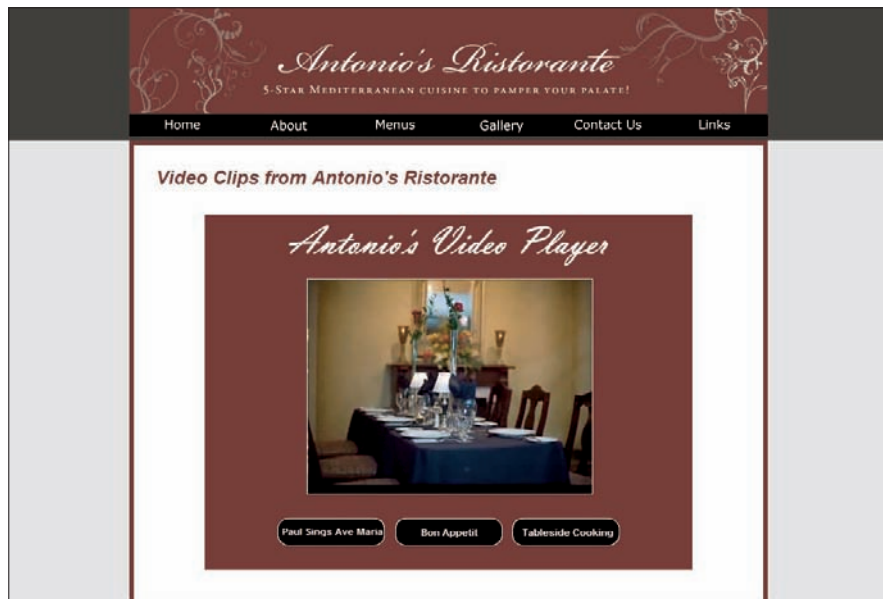 Antonio's Ristorante
5-Star Mediterranean cuisine to pamper your palate!
Home About Menus Gallery Contact Us Links
Video Clips from Antonio's Ristorante
Antonio's Video Player
Paul Sings Ave Maria Bon Appetit Tableside Cooking